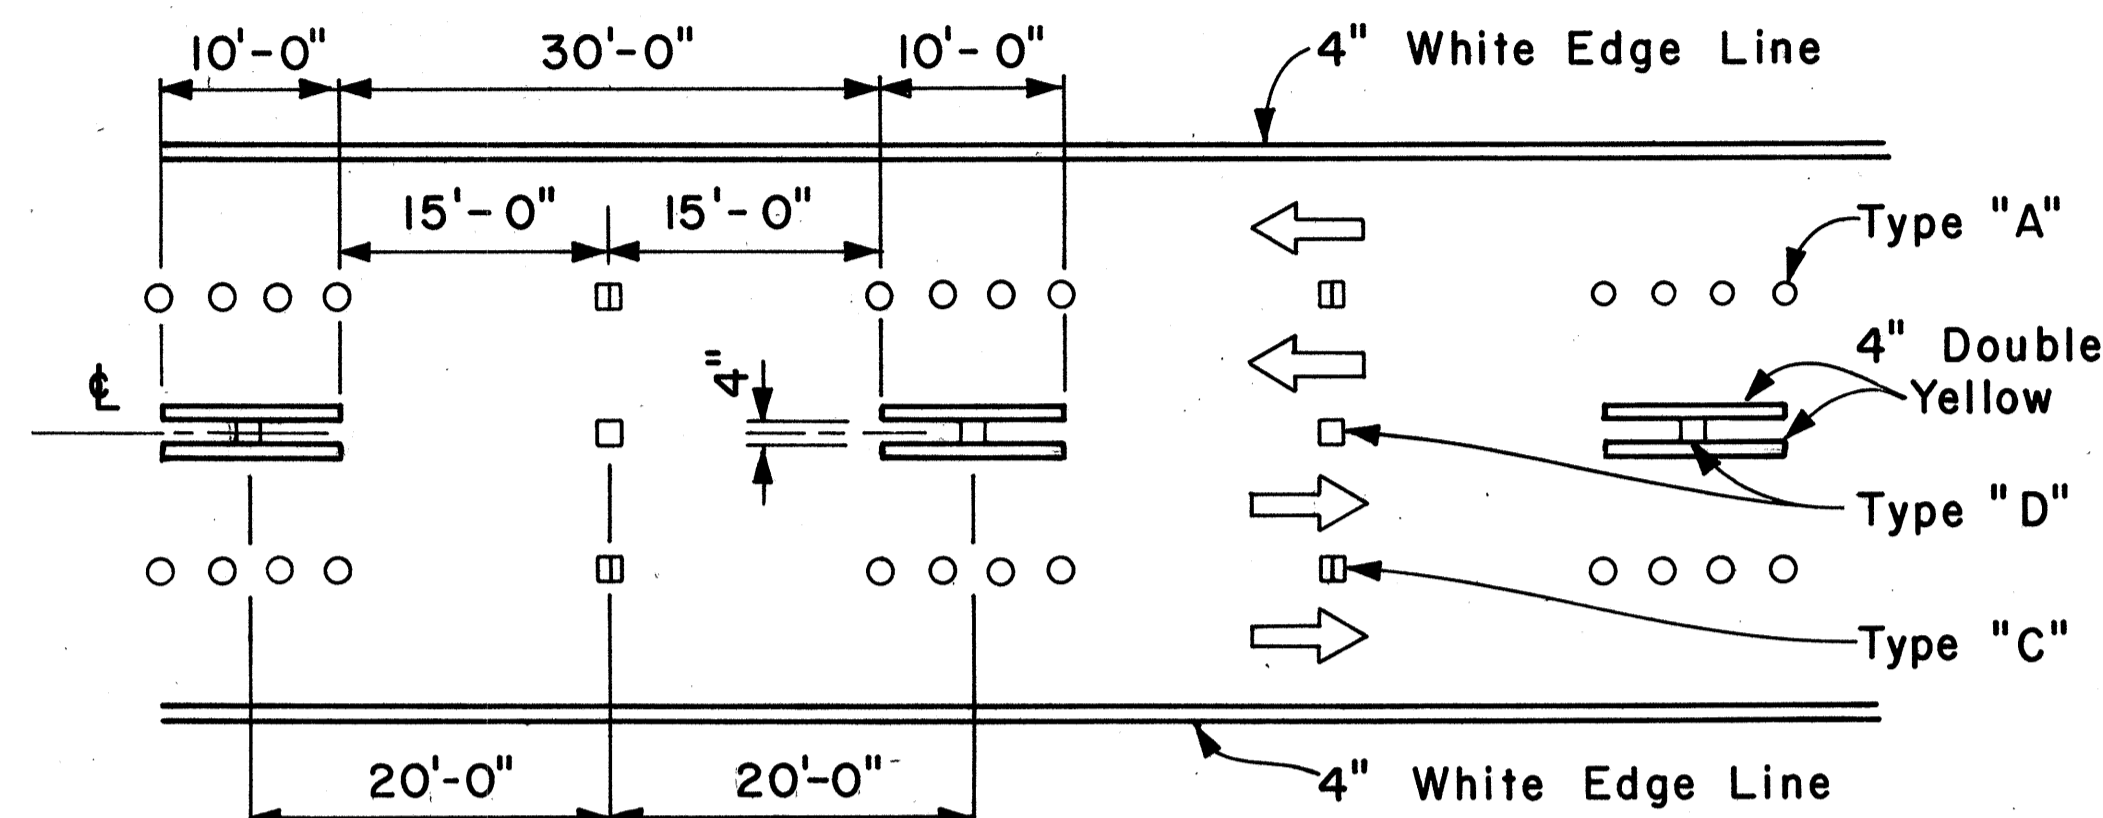 10'-0"
30'-0"
10'-0"
4" White Edge Line
15'-0"
15'-0"
Type "A"
4" Double
Yellow
4"
℄
Type "D"
Type "C"
20'-0"
20'-0"
4" White Edge Line